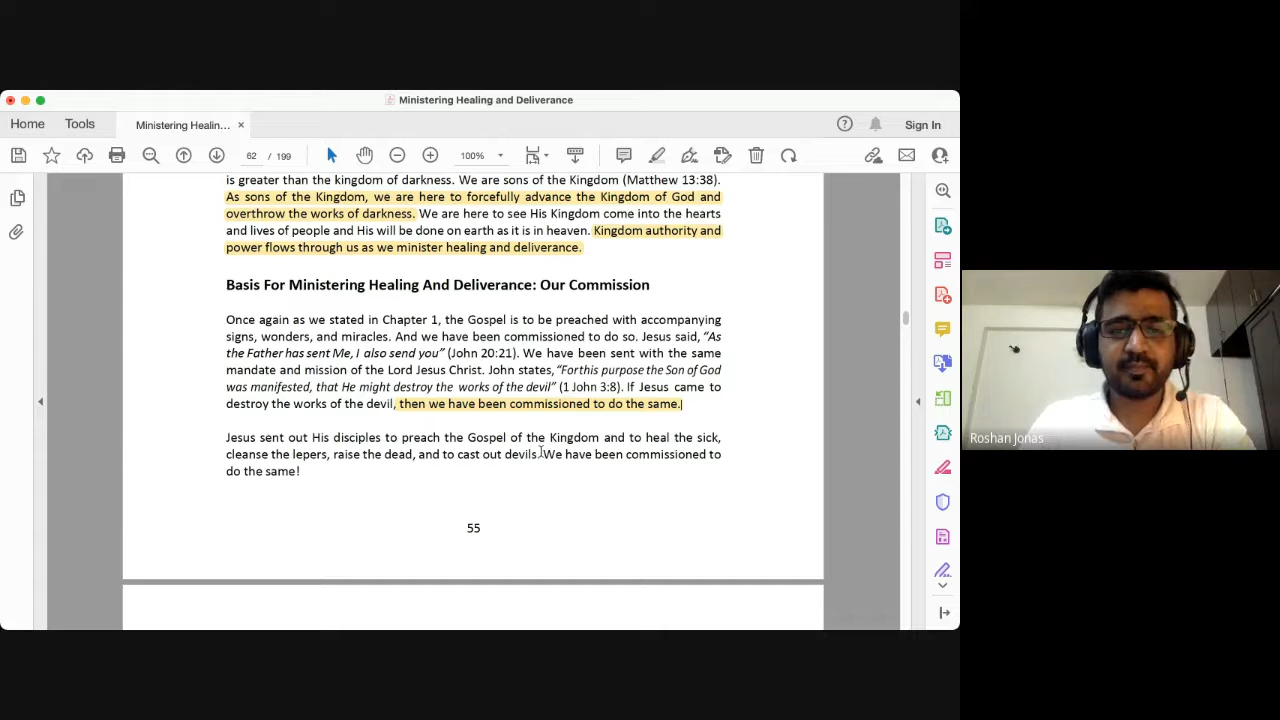 Ministering Healing and Deliverance
Home
Tools
Ministering Healin...
Sign In
62 / 199
100%
is greater than the kingdom of darkness. We are sons of the Kingdom (Matthew 13:38).
As sons of the Kingdom, we are here to forcefully advance the Kingdom of God and
overthrow the works of darkness. We are here to see His Kingdom come into the hearts
and lives of people and His will be done on earth as it is in heaven. Kingdom authority and
power flows through us as we minister healing and deliverance.
Basis For Ministering Healing And Deliverance: Our Commission
Once again as we stated in Chapter 1, the Gospel is to be preached with accompanying
signs, wonders, and miracles. And we have been commissioned to do so. Jesus said, “As
the Father has sent Me, I also send you” (John 20:21). We have been sent with the same
mandate and mission of the Lord Jesus Christ. John states, “For this purpose the Son of God
was manifested, that He might destroy the works of the devil” (1 John 3:8). If Jesus came to
destroy the works of the devil, then we have been commissioned to do the same.
Jesus sent out His disciples to preach the Gospel of the Kingdom and to heal the sick,
cleanse the lepers, raise the dead, and to cast out devils. We have been commissioned to
do the same!
55
Roshan Jonas